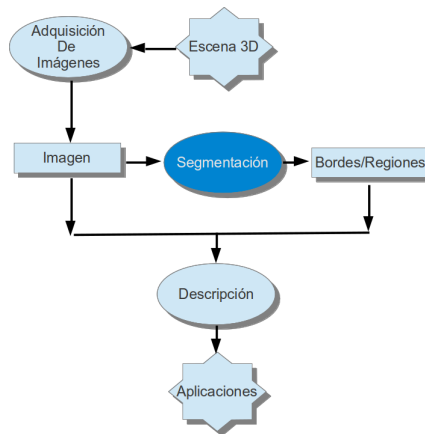 Adquisición
De
Imágenes
Escena 3D
Imagen
Segmentación
Bordes/Regiones
Descripción
Aplicaciones